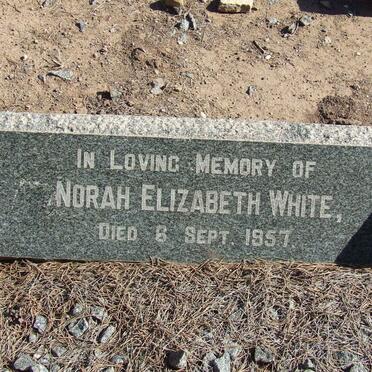 IN LOVING MEMORY OF
NORAH ELIZABETH WHITE,
DIED 6 SEPT. 1957.